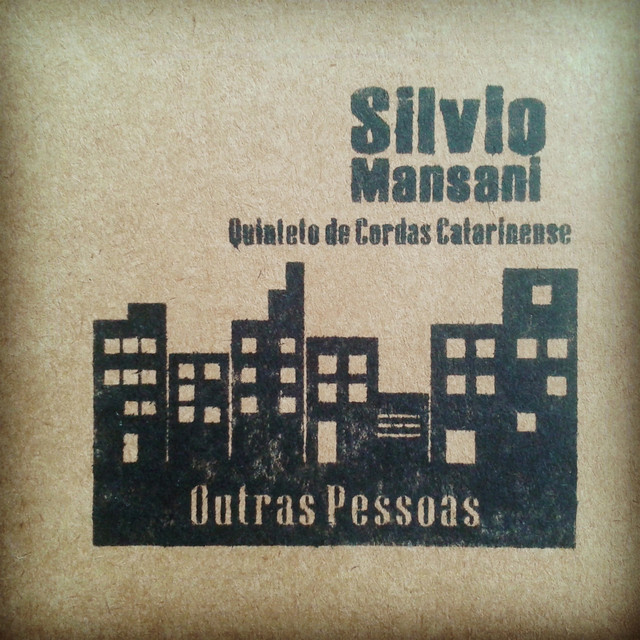 Silvio
Mansani
Quinteto de Cordas Catarinense
Outras Pessoas